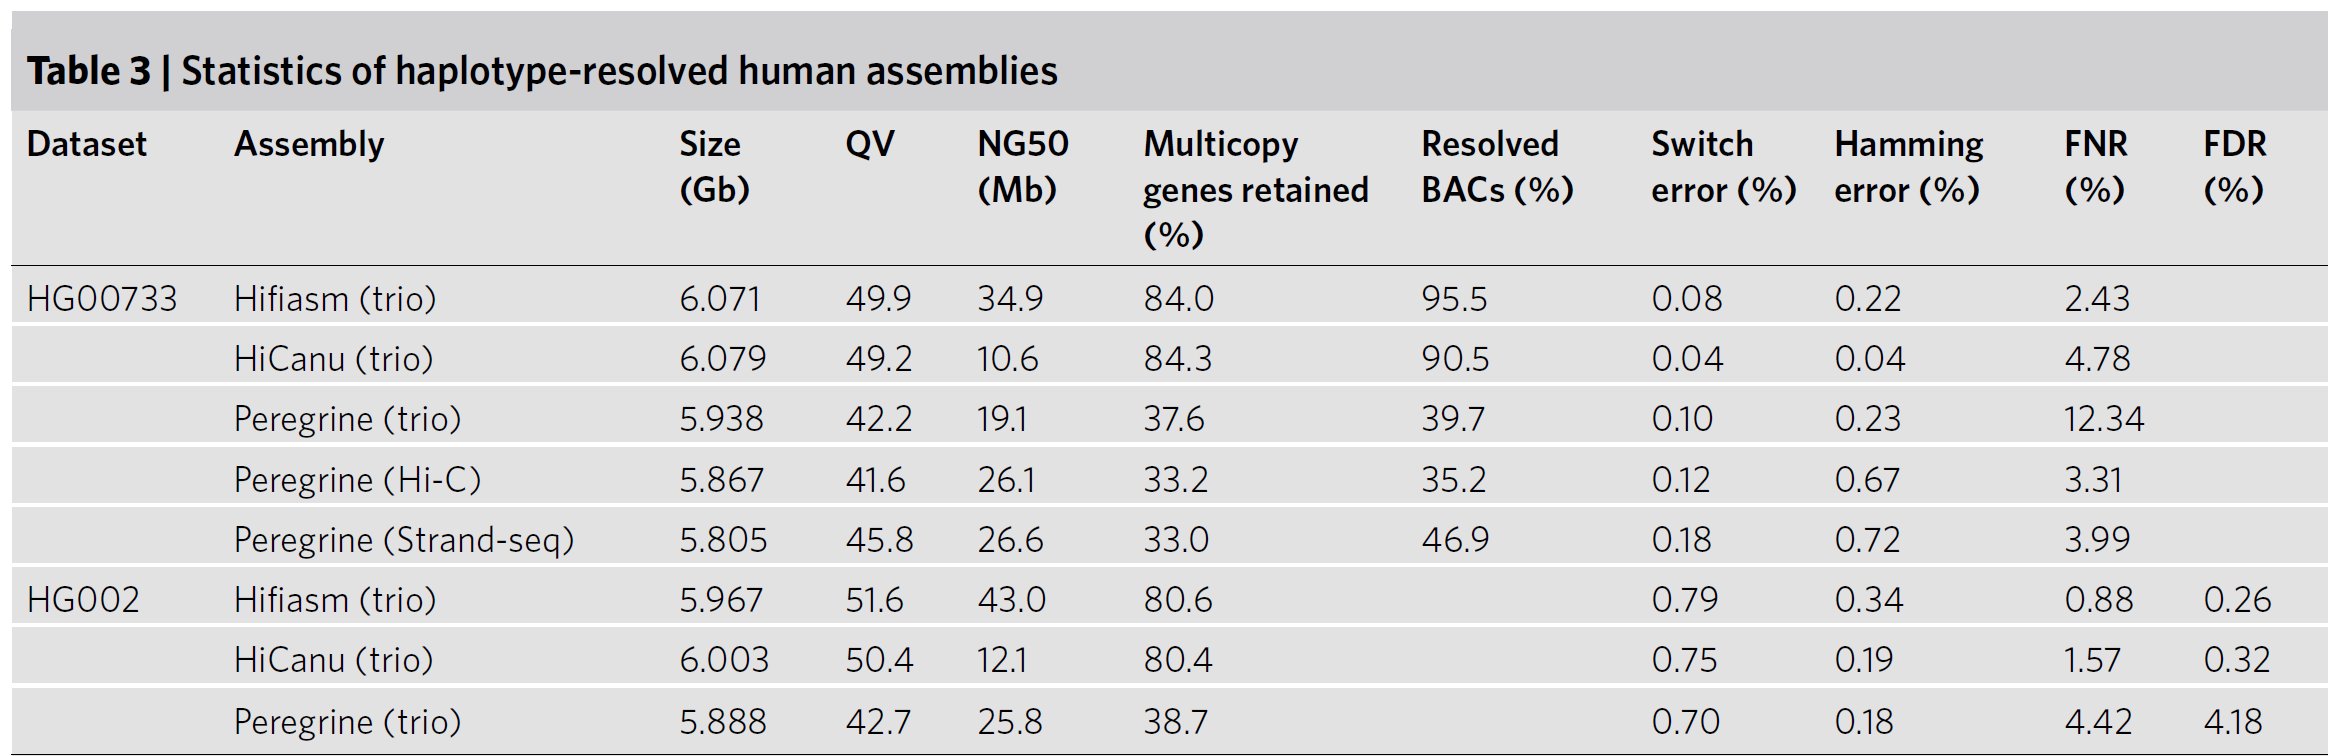 Table 3 | Statistics of haplotype-resolved human assemblies
Dataset Assembly Size (Gb) QV NG50 (Mb) Multicopy genes retained (%) Resolved BACs (%) Switch error (%) Hamming error (%) FNR (%) FDR (%)
HG00733 Hifiasm (trio) 6.071 49.9 34.9 84.0 95.5 0.08 0.22 2.43
HiCanu (trio) 6.079 49.2 10.6 84.3 90.5 0.04 0.04 4.78
Peregrine (trio) 5.938 42.2 19.1 37.6 39.7 0.10 0.23 12.34
Peregrine (Hi-C) 5.867 41.6 26.1 33.2 35.2 0.12 0.67 3.31
Peregrine (Strand-seq) 5.805 45.8 26.6 33.0 46.9 0.18 0.72 3.99
HG002 Hifiasm (trio) 5.967 51.6 43.0 80.6 0.79 0.34 0.88 0.26
HiCanu (trio) 6.003 50.4 12.1 80.4 0.75 0.19 1.57 0.32
Peregrine (trio) 5.888 42.7 25.8 38.7 0.70 0.18 4.42 4.18